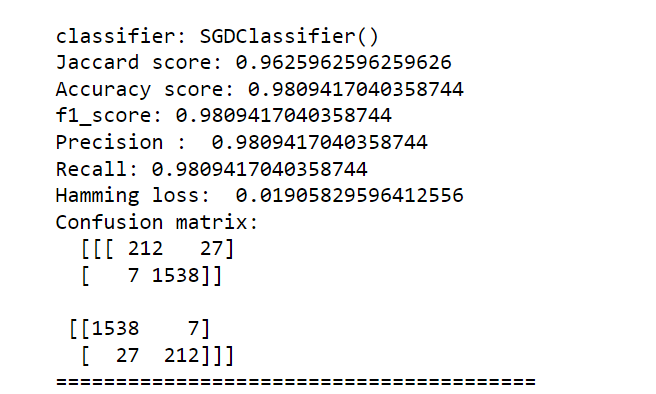 classifier: SGDClassifier()
Jaccard score: 0.9625962596259626
Accuracy score: 0.9809417040358744
f1_score: 0.9809417040358744
Precision :  0.9809417040358744
Recall: 0.9809417040358744
Hamming loss:  0.01905829596412556
Confusion matrix:
  [[[ 212   27]
  [   7 1538]]

 [[1538    7]
  [  27  212]]]
========================================